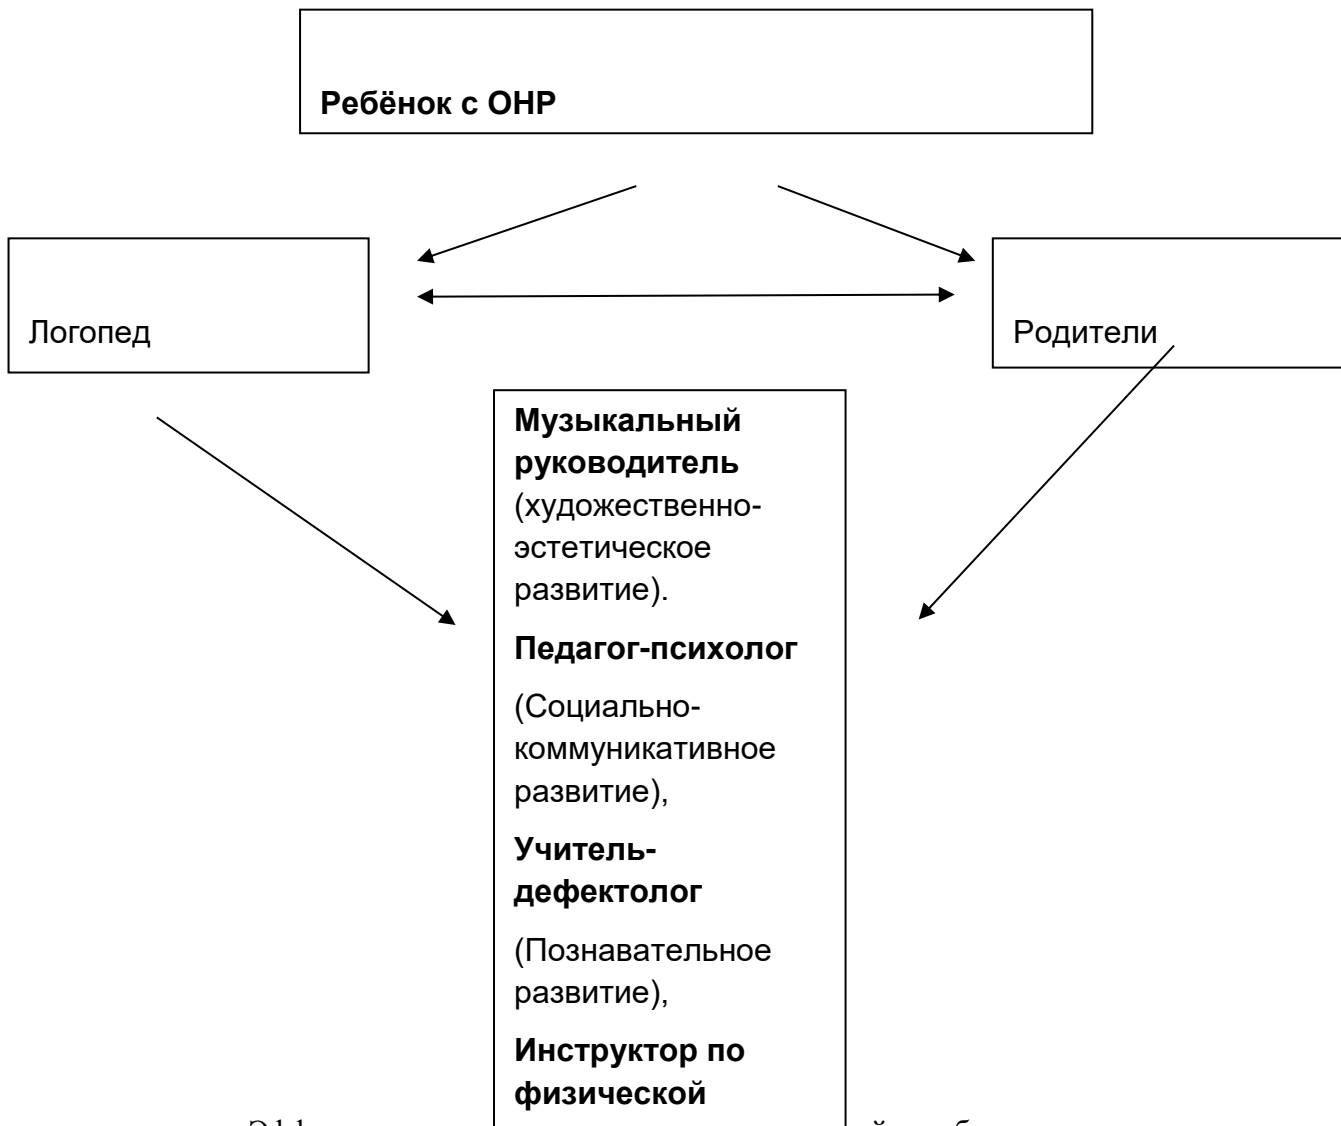 Ребёнок с ОНР
Логопед
Родители
Музыкальный
руководитель
(художественно-
эстетическое
развитие).
Педагог-психолог
(Социально-
коммуникативное
развитие),
Учитель-
дефектолог
(Познавательное
развитие),
Инструктор по
физической